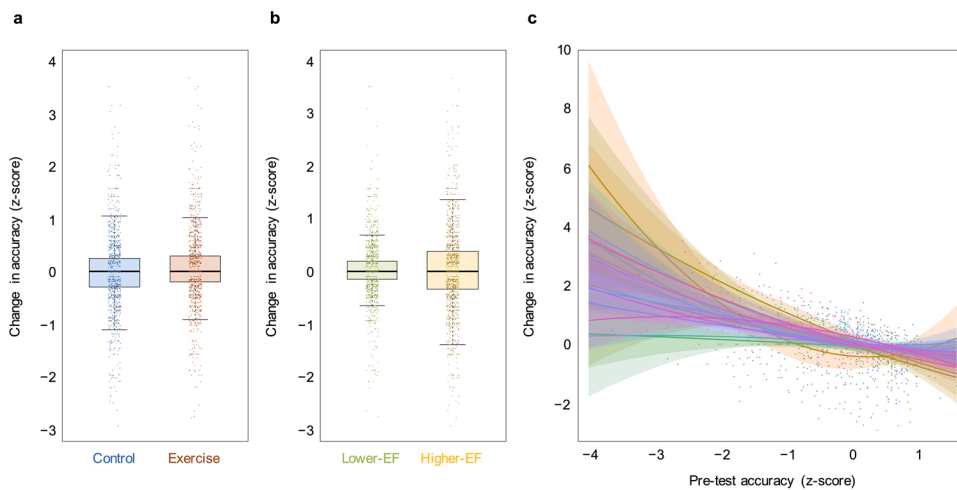 a
Change in accuracy (z-score)
4
3
2
1
0
−1
−2
−3
Control Exercise
b
Change in accuracy (z-score)
4
3
2
1
0
−1
−2
−3
Lower-EF Higher-EF
c
Change in accuracy (z-score)
10
8
6
4
2
0
−2
−4 −3 −2 −1 0 1
Pre-test accuracy (z-score)